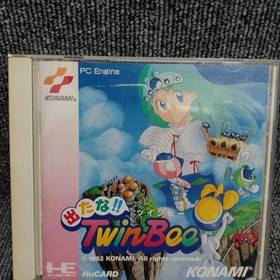 KONAMI®
PC Engine
出たな!!
ツインビー
TwinBee
© 1992 KONAMI, All rights reserved.
HE SYSTEM
HuCARD
KONAMI®